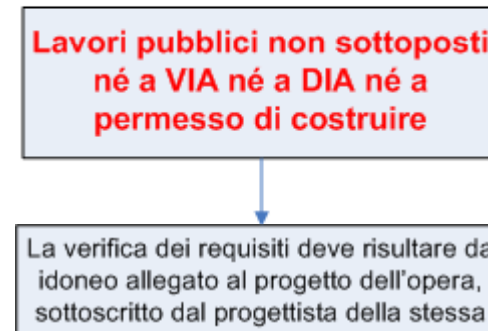 Lavori pubblici non sottoposti
né a VIA né a DIA né a
permesso di costruire
La verifica dei requisiti deve risultare da
idoneo allegato al progetto dell'opera,
sottoscritto dal progettista della stessa